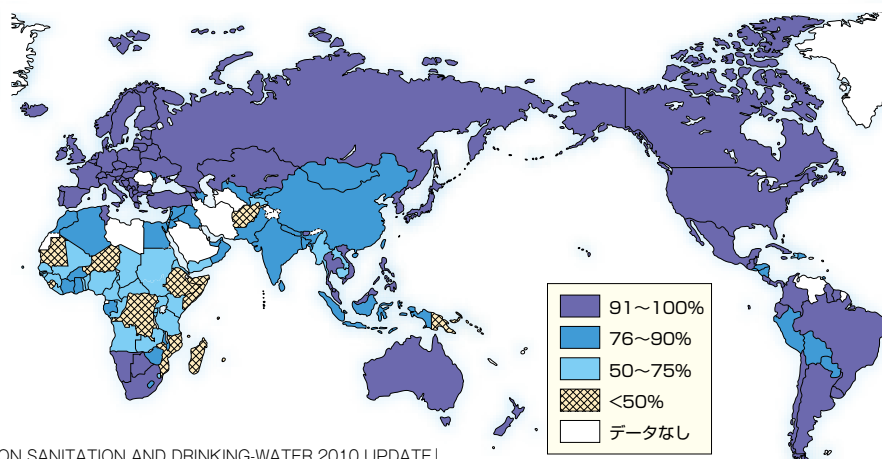 91～100%
76～90%
50～75%
<50%
データなし
ON SANITATION AND DRINKING-WATER 2010 UPDATE」